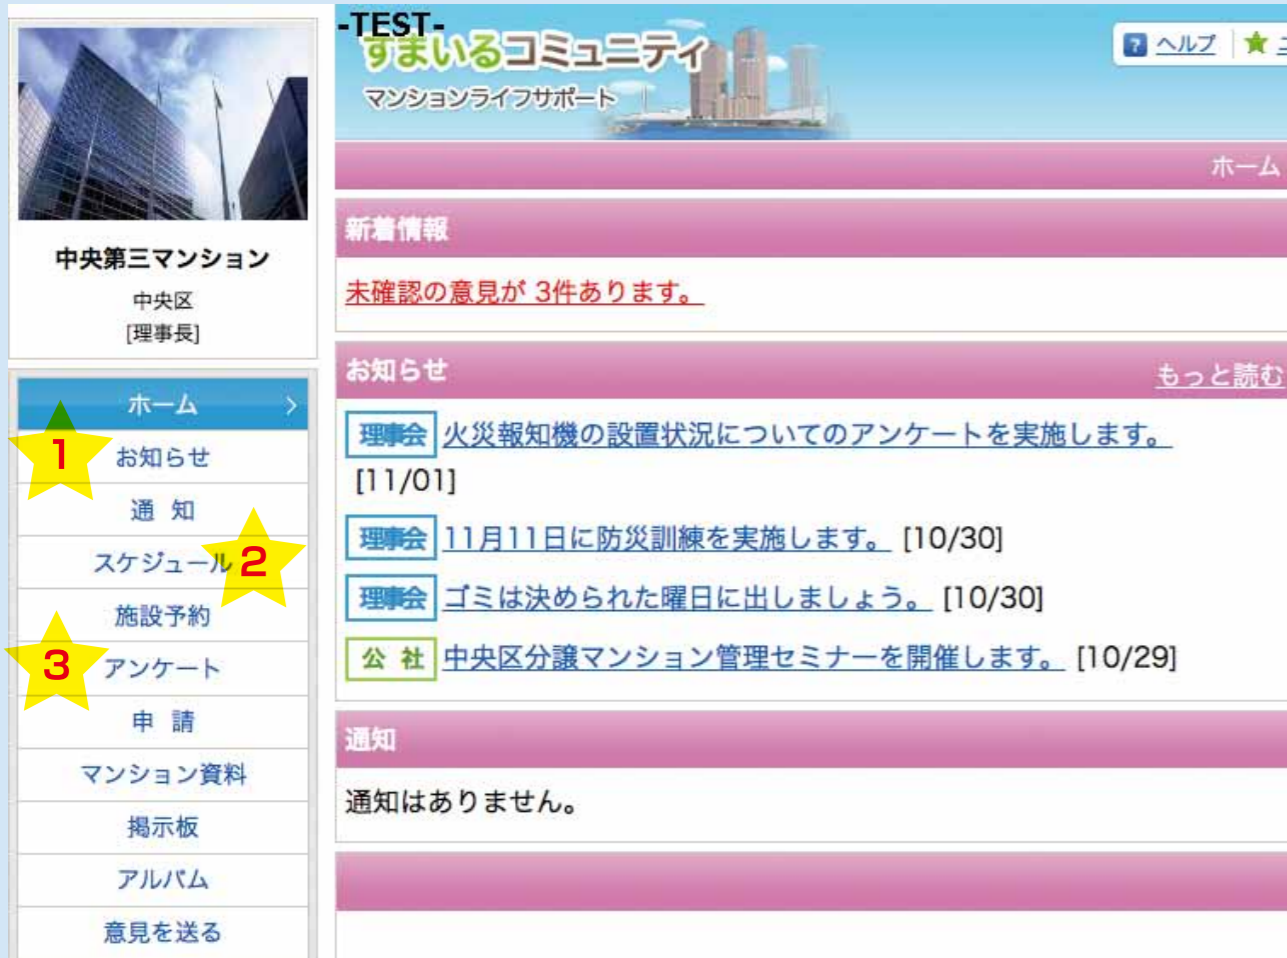 -TEST-
すまいるコミュニティ
マンションライフサポート
ヘルプ
ホーム
中央第三マンション
中央区
[理事長]
ホーム >
1 お知らせ
通 知
スケジュール 2
施設予約
3 アンケート
申 請
マンション資料
掲示板
アルバム
意見を送る
新着情報
未確認の意見が 3件あります。
お知らせ もっと読む
理事会 火災報知機の設置状況についてのアンケートを実施します。
[11/01]
理事会 11月11日に防災訓練を実施します。 [10/30]
理事会 ゴミは決められた曜日に出しましょう。 [10/30]
公 社 中央区分譲マンション管理セミナーを開催します。 [10/29]
通知
通知はありません。